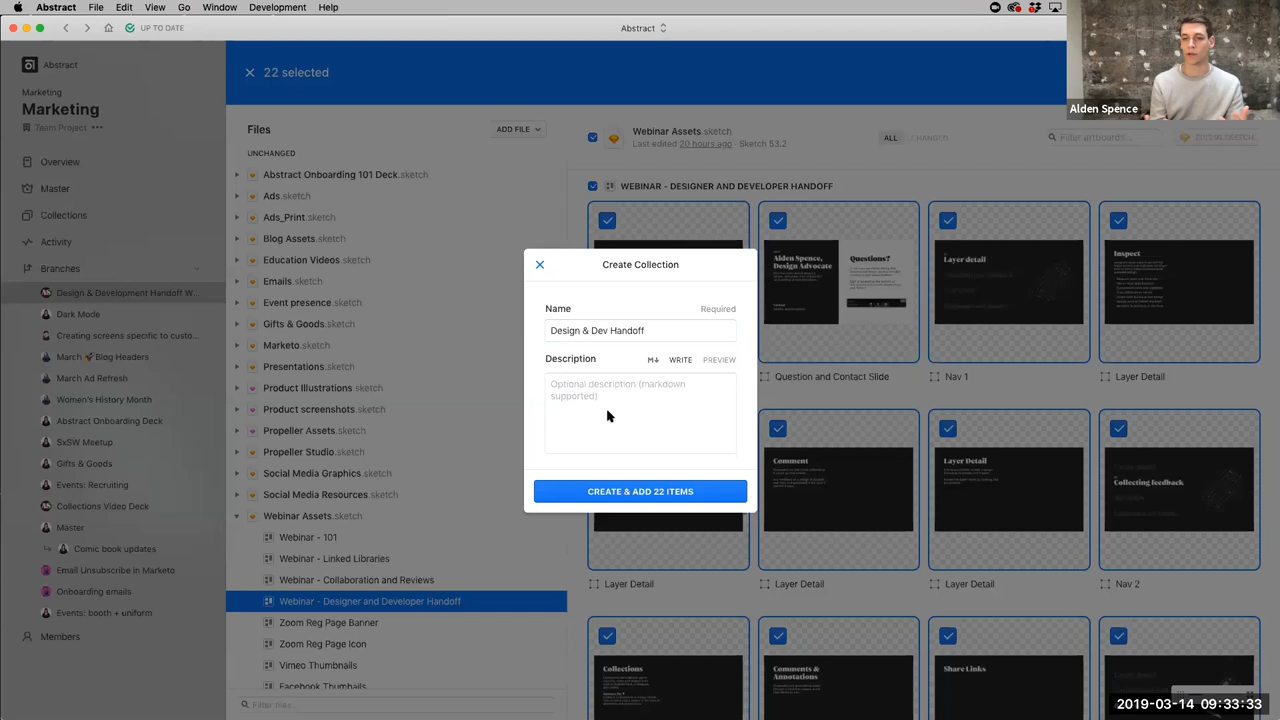 Abstract File Edit View Go Window Development Help
UP TO DATE
Abstract
Abstract
Marketing
Marketing
Team Project
Overview
Master
Collections
Activity
Branches
Design & Development Handoff W...
Dark Spire
Creating screens specific to custo...
March 🚀 Blog Headers
March Ad Refresh
Women's History Month
Abstract Onboarding Deck
SxSW Meetup
Gifts & Goods
Event Branding
Collections Video Deck
Master
Comic book updates
Email Unsubscribe in Marketo
Onboarding emails
Events: booth + uniform
Members
22 selected
Files
ADD FILE
UNCHANGED
Abstract Onboarding 101 Deck.sketch
Ads.sketch
Ads_Print.sketch
Blog Assets.sketch
Education Videos.sketch
Emails.sketch
Event presence.sketch
Gifts & Goods.sketch
Marketo.sketch
Presentations.sketch
Product Illustrations.sketch
Product screenshots.sketch
Propeller Assets.sketch
Propeller Studio.sketch
Social Media Graphics.sketch
Social Media Resources.sketch
Webinar Assets.sketch
Webinar - 101
Webinar - Linked Libraries
Webinar - Collaboration and Reviews
Webinar - Designer and Developer Handoff
Zoom Reg Page Banner
Zoom Reg Page Icon
Vimeo Thumbnails
Facebook Thumbnails
Filter files...
Webinar Assets.sketch
Last edited 20 hours ago · Sketch 53.2
ALL CHANGED
Filter artboards...
WEBINAR - DESIGNER AND DEVELOPER HANDOFF
Alden Spence,
Design Advocate
Questions?
Layer detail
Inspect
Question and Contact Slide
Nav 1
Layer Detail
Comment
Layer Detail
Collecting feedback
Layer Detail
Layer Detail
Layer Detail
Nav 2
Collections
Comments &
Annotations
Share Links
Create Collection
Name Required
Design & Dev Handoff
Description M↓ WRITE PREVIEW
Optional description (markdown
supported)
CREATE & ADD 22 ITEMS
Alden Spence
2019-03-14 09:33:33